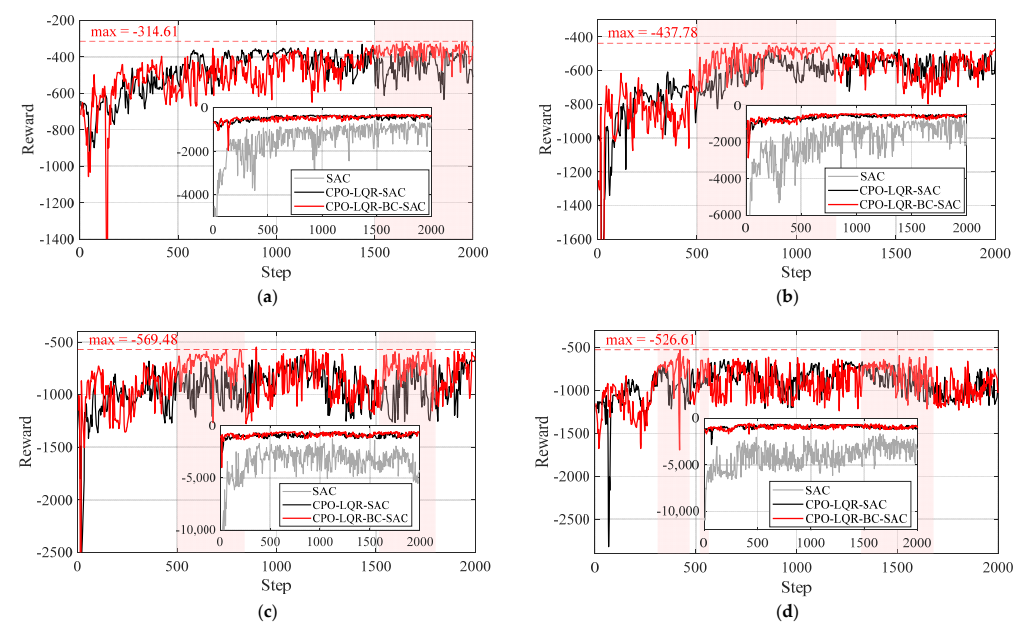 -200
max = -314.61
-400
-600
-800
-1000
-1200
-1400
Reward
0
500
1000
1500
2000
Step
0
-2000
-4000
0
500
1000
1500
2000
SAC
CPO-LQR-SAC
CPO-LQR-BC-SAC
(a)
-400
max = -437.78
-600
-800
-1000
-1200
-1400
-1600
Reward
0
500
1000
1500
2000
Step
0
-2000
-4000
-6000
0
500
1000
1500
2000
SAC
CPO-LQR-SAC
CPO-LQR-BC-SAC
(b)
-500
max = -569.48
-1000
-1500
-2000
-2500
Reward
0
500
1000
1500
2000
Step
0
-5,000
-10,000
0
500
1000
1500
2000
SAC
CPO-LQR-SAC
CPO-LQR-BC-SAC
(c)
-500
max = -526.61
-1000
-1500
-2000
-2500
Reward
0
500
1000
1500
2000
Step
0
-5,000
-10,000
0
500
1000
1500
2000
SAC
CPO-LQR-SAC
CPO-LQR-BC-SAC
(d)